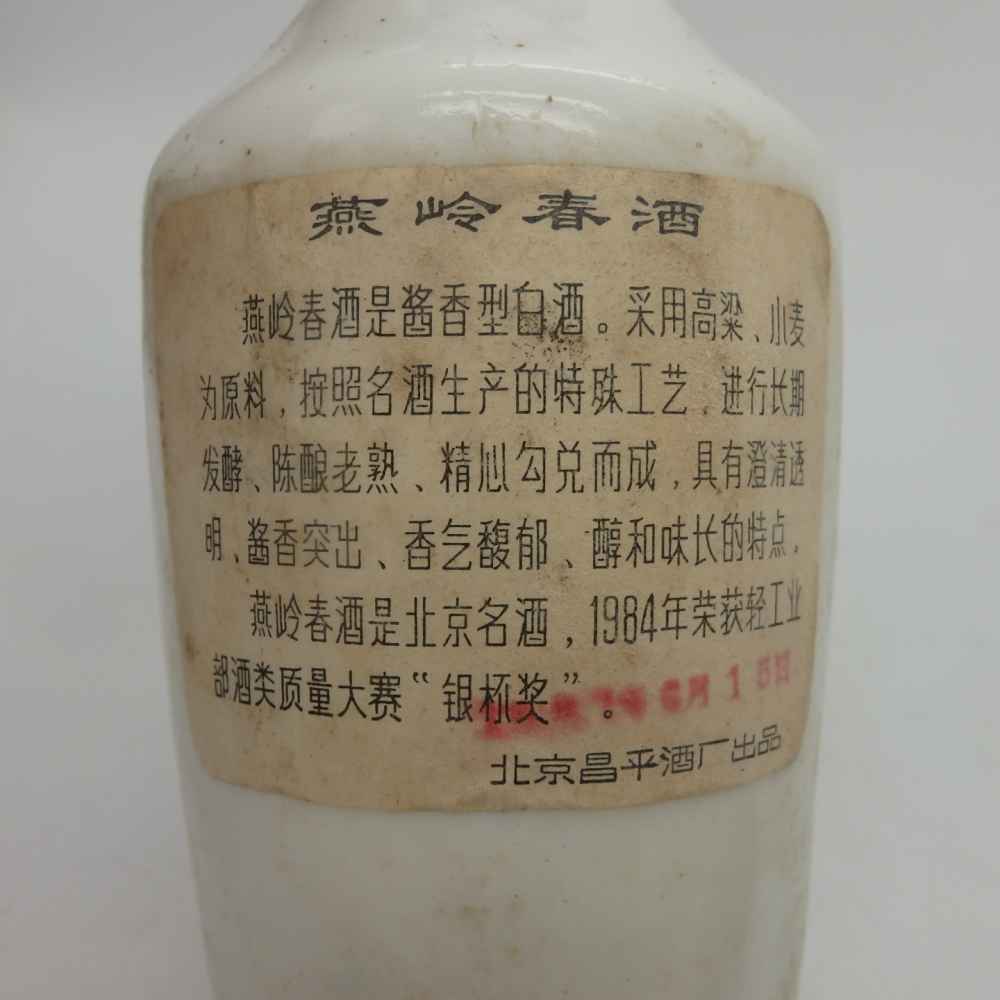 燕岭春酒
燕岭春酒是酱香型白酒。采用高粱、小麦
为原料，按照名酒生产的特殊工艺，进行长期
发酵、陈酿老熟、精心勾兑而成，具有澄清透
明、酱香突出、香气馥郁、醇和味长的特点。
燕岭春酒是北京名酒，1984年荣获轻工业
部酒类质量大赛“银杯奖”。
6月15日
北京昌平酒厂出品